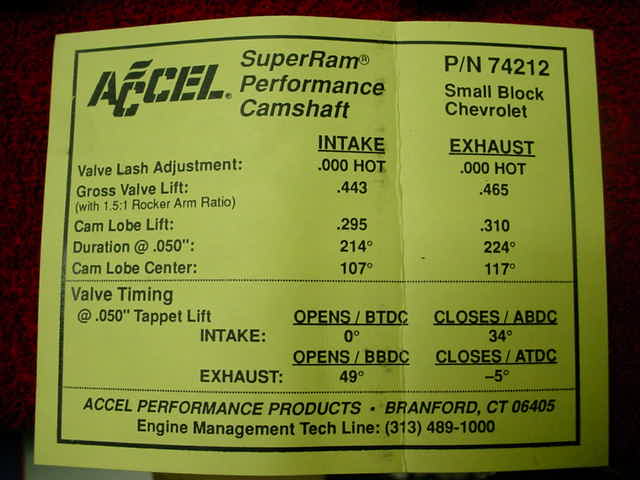 ACCEL® SuperRam® Performance Camshaft
P/N 74212
Small Block
Chevrolet
INTAKE EXHAUST
Valve Lash Adjustment: .000 HOT .000 HOT
Gross Valve Lift: .443 .465
(with 1.5:1 Rocker Arm Ratio)
Cam Lobe Lift: .295 .310
Duration @ .050": 214° 224°
Cam Lobe Center: 107° 117°
Valve Timing
@ .050" Tappet Lift OPENS / BTDC CLOSES / ABDC
INTAKE: 0° 34°
OPENS / BBDC CLOSES / ATDC
EXHAUST: 49° –5°
ACCEL PERFORMANCE PRODUCTS • BRANFORD, CT 06405
Engine Management Tech Line: (313) 489-1000